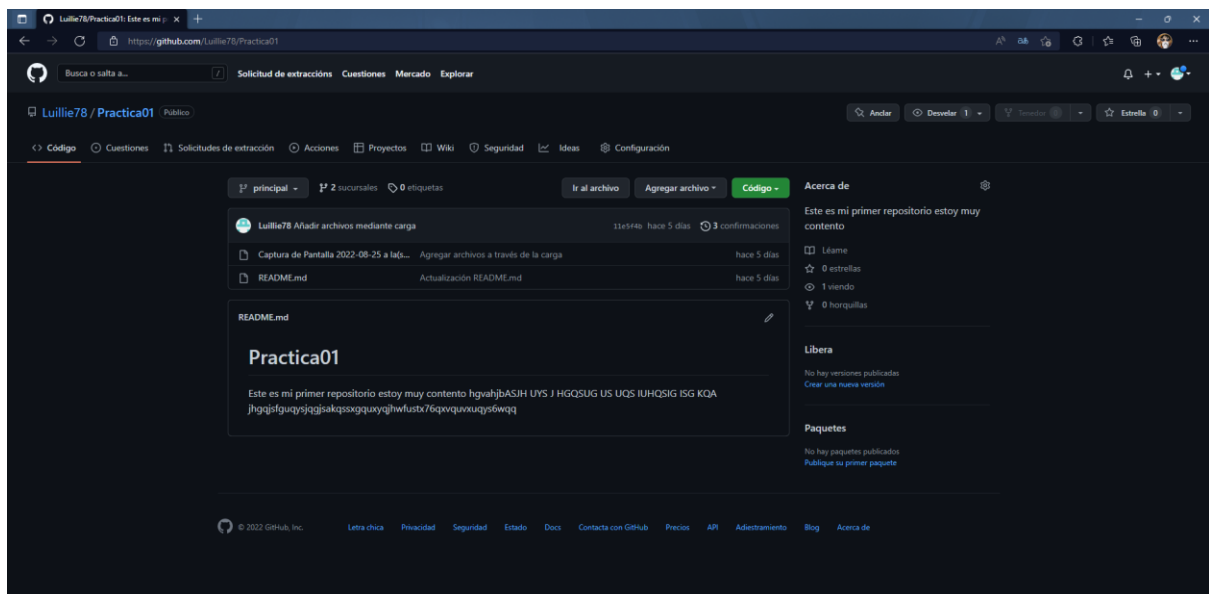 Luillie78/Practica01: Este es mi p
https://github.com/Luillie78/Practica01
Busca o salta a...
/
Solicitud de extraccións Cuestiones Mercado Explorar
Luillie78 / Practica01 Público
Anclar Desvelar 1 Estrella 0
Código Cuestiones Solicitudes de extracción Acciones Proyectos Wiki Seguridad Ideas Configuración
principal 2 sucursales 0 etiquetas Ir al archivo Agregar archivo Código
Luillie78 Añadir archivos mediante carga hace 5 días 3 confirmaciones
Captura de Pantalla 2022-08-25 a la(s... Agregar archivos a través de la carga hace 5 días
README.md Actualización README.md hace 5 días
README.md
Practica01
Este es mi primer repositorio estoy muy contento hgvahjbASJH UYS J HGQSUG US UQS IUHQSIG ISG KQA
jhgqjsfguqysjqgjsakqssxgquxyqjhwfustx76qxvquvxuqys6wqq
Acerca de
Este es mi primer repositorio estoy muy
contento
Léame
0 estrellas
1 viendo
0 horquillas
Libera
No hay versiones publicadas
Crear una nueva versión
Paquetes
No hay paquetes publicados
Publique su primer paquete
© 2022 GitHub, Inc. Letra chica Privacidad Seguridad Estado Docs Contacta con GitHub Precios API Adiestramiento Blog Acerca de